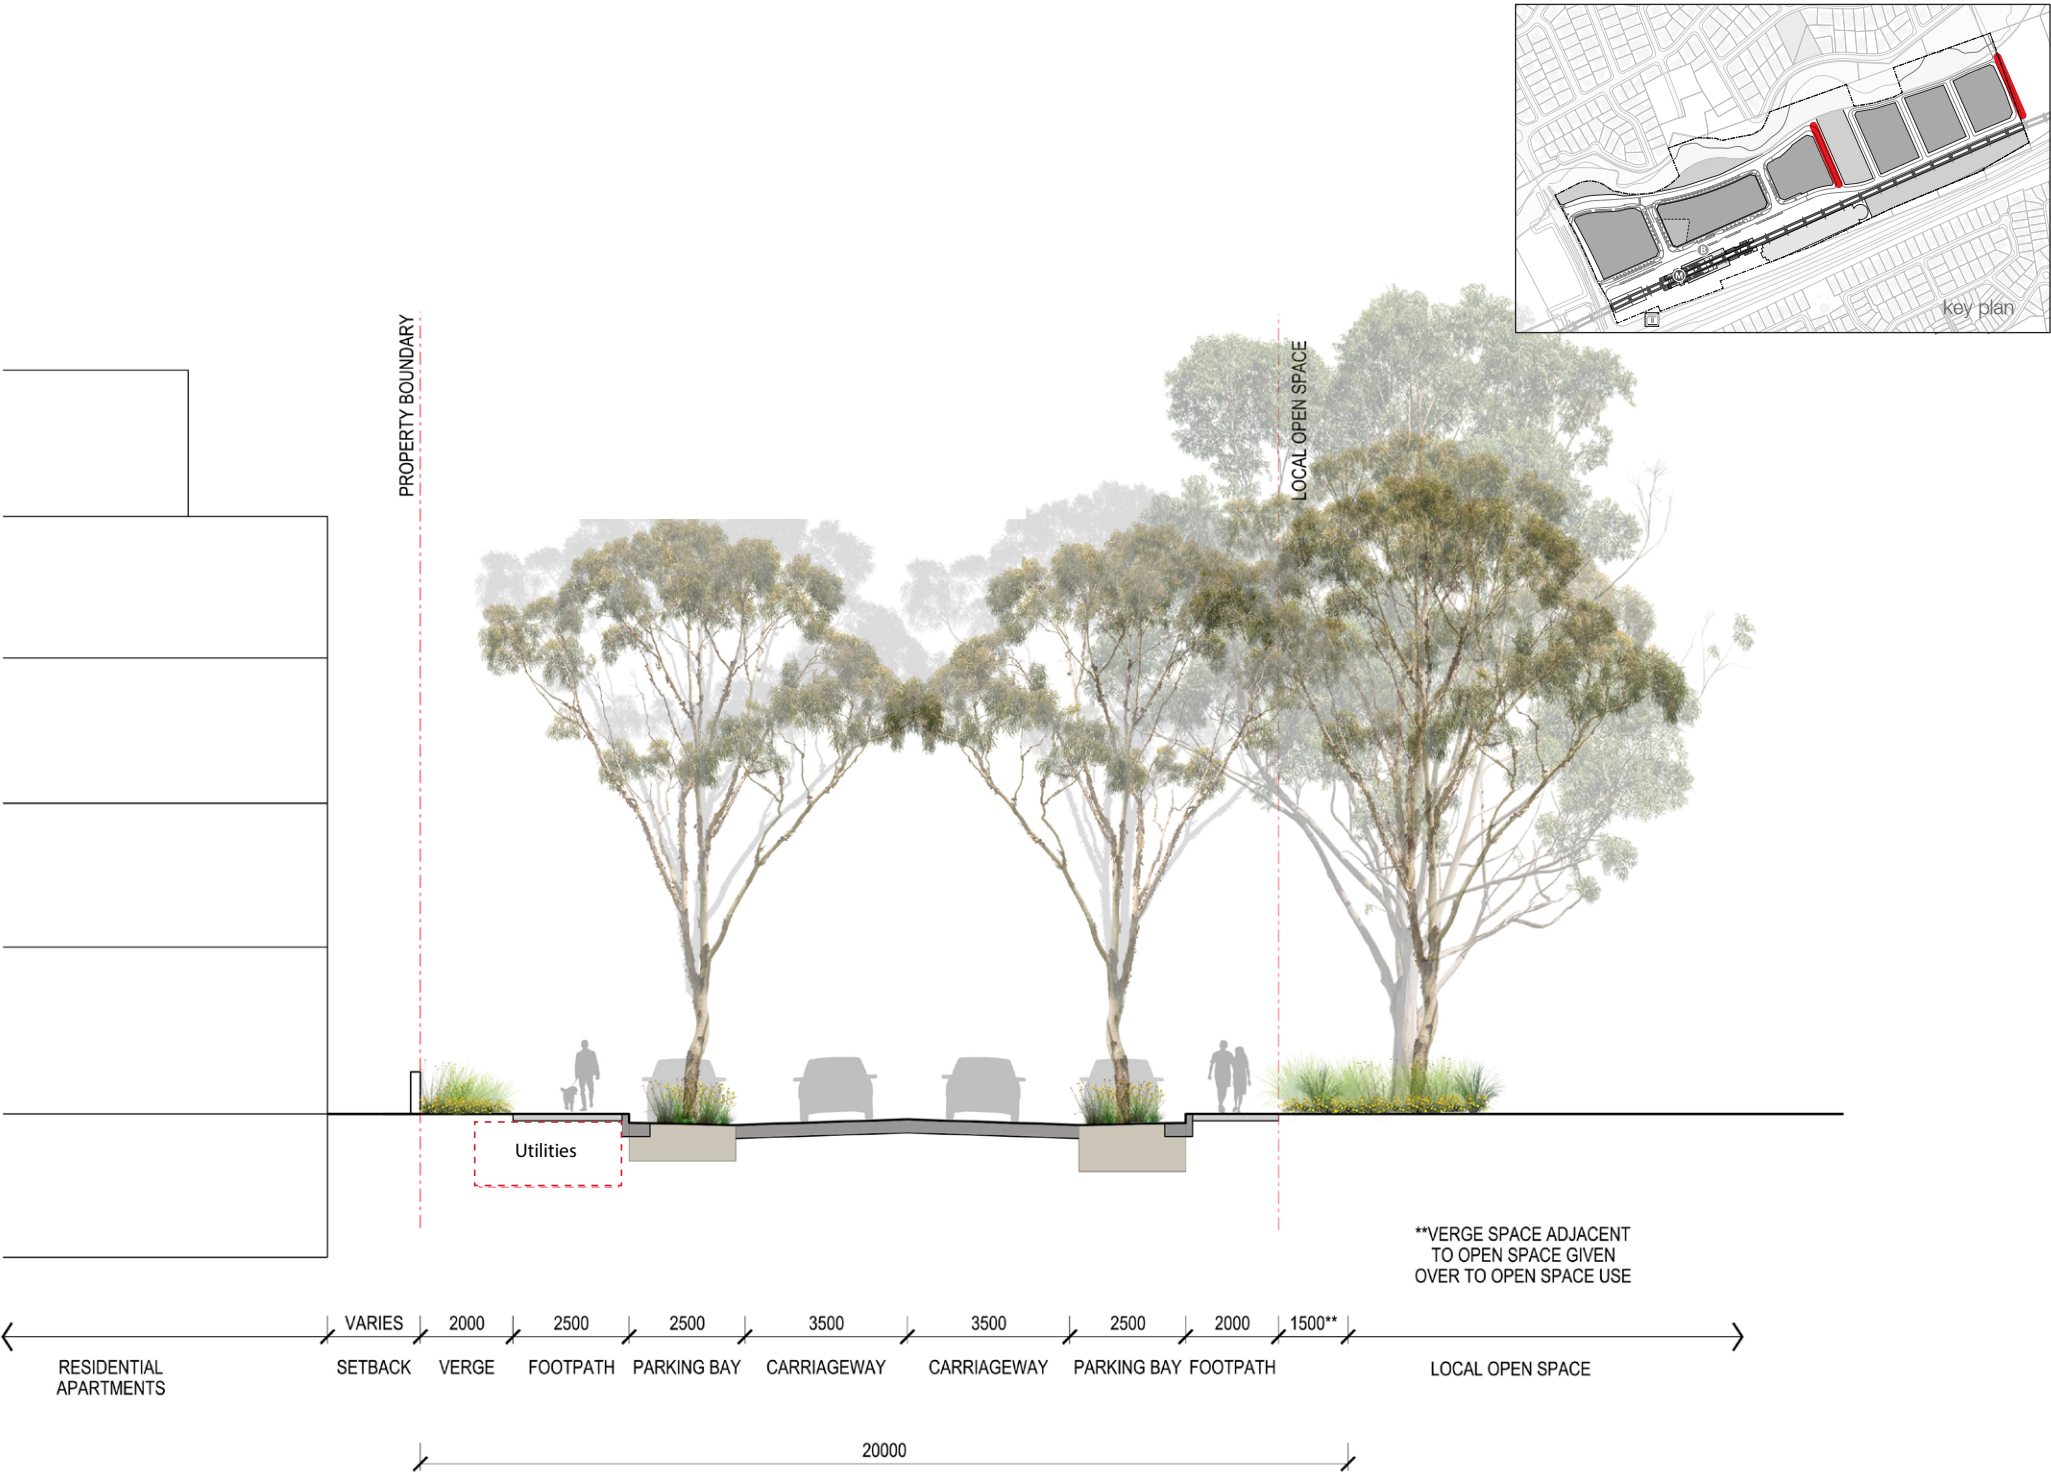 key plan
B
M
T
PROPERTY BOUNDARY
LOCAL OPEN SPACE
Utilities
**VERGE SPACE ADJACENT
TO OPEN SPACE GIVEN
OVER TO OPEN SPACE USE
VARIES 2000 2500 2500 3500 3500 2500 2000 1500**
RESIDENTIAL
APARTMENTS
SETBACK VERGE FOOTPATH PARKING BAY CARRIAGEWAY CARRIAGEWAY PARKING BAY FOOTPATH LOCAL OPEN SPACE
20000